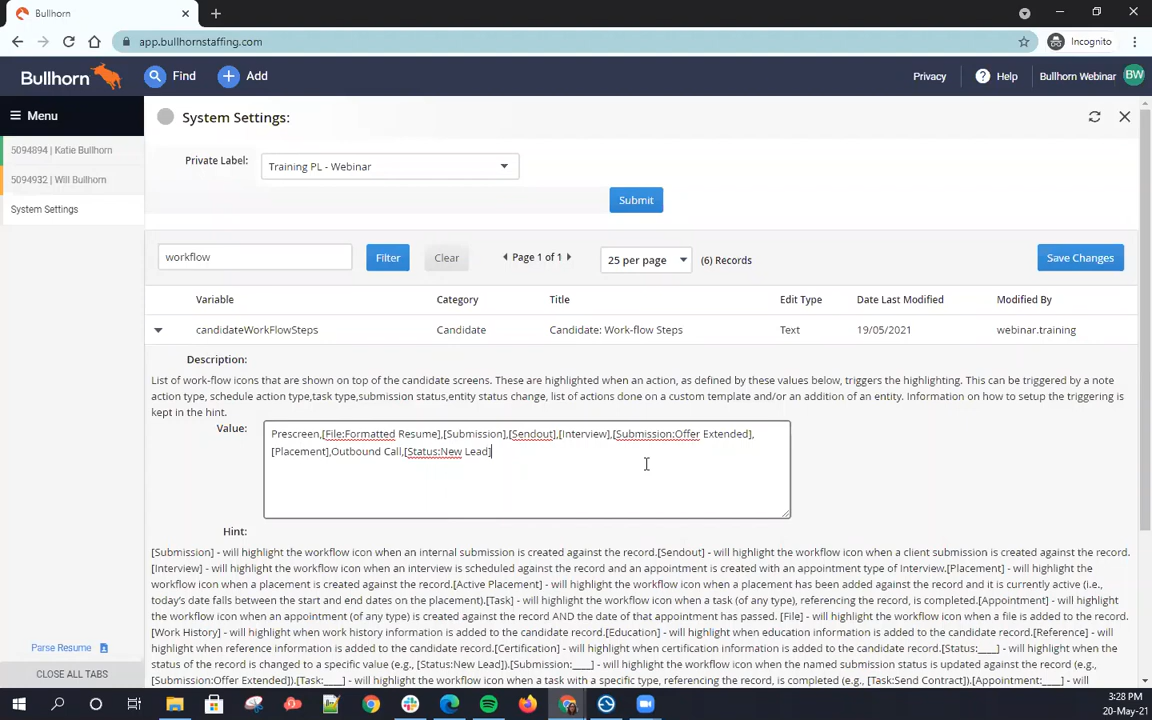 Bullhorn
app.bullhornstaffing.com
Incognito
Bullhorn
Find
Add
Privacy
Help
Bullhorn Webinar
BW
Menu
System Settings:
5094894 | Katie Bullhorn
5094932 | Will Bullhorn
System Settings
Private Label:
Training PL - Webinar
Submit
workflow
Filter
Clear
Page 1 of 1
25 per page
(6) Records
Save Changes
Variable
Category
Title
Edit Type
Date Last Modified
Modified By
candidateWorkFlowSteps
Candidate
Candidate: Work-flow Steps
Text
19/05/2021
webinar.training
Description:
List of work-flow icons that are shown on top of the candidate screens. These are highlighted when an action, as defined by these values below, triggers the highlighting. This can be triggered by a note
action type, schedule action type,task type,submission status,entity status change, list of actions done on a custom template and/or an addition of an entity. Information on how to setup the triggering is
kept in the hint.
Value:
Prescreen,[File:Formatted Resume],[Submission],[Sendout],[Interview],[Submission:Offer Extended],
[Placement],Outbound Call,[Status:New Lead]
Hint:
[Submission] - will highlight the workflow icon when an internal submission is created against the record.[Sendout] - will highlight the workflow icon when a client submission is created against the record.
[Interview] - will highlight the workflow icon when an interview is scheduled against the record and an appointment is created with an appointment type of Interview.[Placement] - will highlight the
workflow icon when a placement is created against the record.[Active Placement] - will highlight the workflow icon when a placement has been added against the record and it is currently active (i.e.,
today's date falls between the start and end dates on the placement).[Task] - will highlight the workflow icon when a task (of any type), referencing the record, is completed.[Appointment] - will highlight
the workflow icon when an appointment (of any type) is created against the record AND the date of that appointment has passed. [File] - will highlight the workflow icon when a file is added to the record.
[Work History] - will highlight when work history information is added to the candidate record.[Education] - will highlight when education information is added to the candidate record.[Reference] - will
highlight when reference information is added to the candidate record.[Certification] - will highlight when certification information is added to the candidate record.[Status:____] - will highlight when the
status of the record is changed to a specific value (e.g., [Status:New Lead]).[Submission:____] - will highlight the workflow icon when the named submission status is updated against the record (e.g.,
[Submission:Offer Extended]).[Task:____] - will highlight the workflow icon when a task with a specific type, referencing the record, is completed (e.g., [Task:Send Contract]).[Appointment:____] - will
Parse Resume
CLOSE ALL TABS
3:28 PM
20-May-21